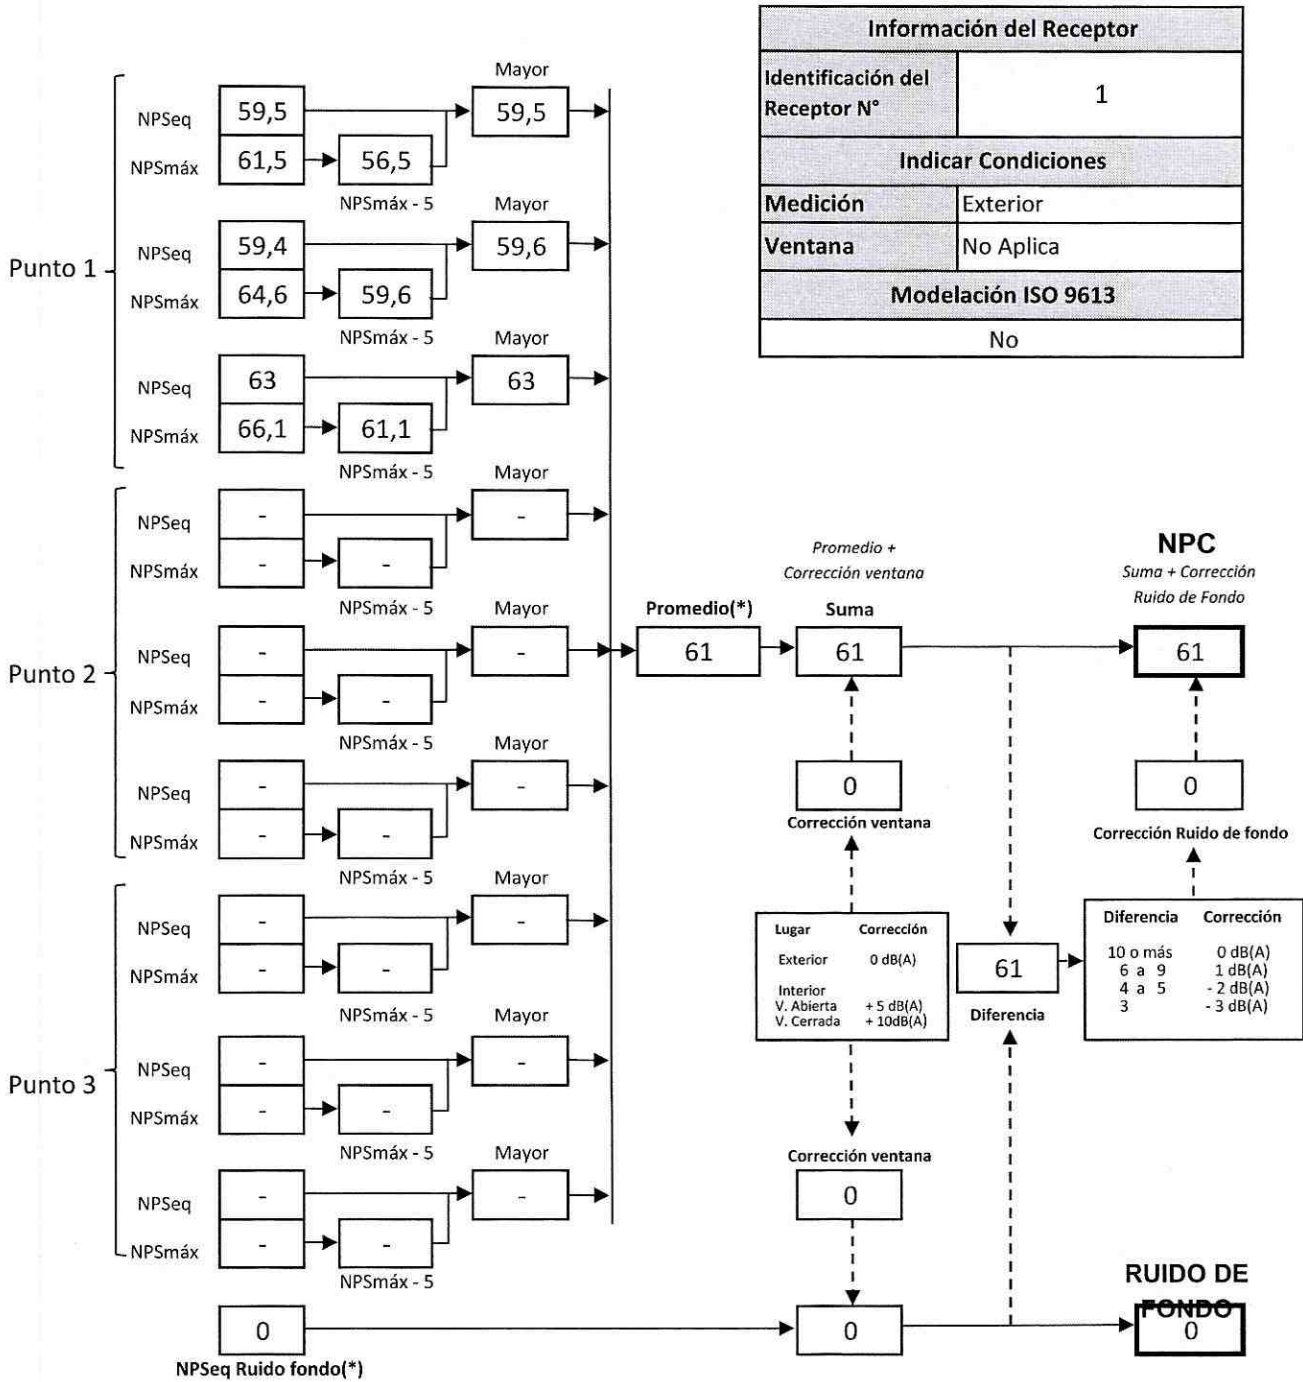 Información del Receptor
Identificación del Receptor N° 1
Indicar Condiciones
Medición Exterior
Ventana No Aplica
Modelación ISO 9613
No
Punto 1
Mayor
NPSeq 59,5 59,5
NPSmáx 61,5 56,5
NPSmáx - 5
Mayor
NPSeq 59,4 59,6
NPSmáx 64,6 59,6
NPSmáx - 5
Mayor
NPSeq 63 63
NPSmáx 66,1 61,1
NPSmáx - 5
Punto 2
Mayor
NPSeq - -
NPSmáx - -
NPSmáx - 5
Mayor
NPSeq - -
NPSmáx - -
NPSmáx - 5
Mayor
NPSeq - -
NPSmáx - -
NPSmáx - 5
Punto 3
Mayor
NPSeq - -
NPSmáx - -
NPSmáx - 5
Mayor
NPSeq - -
NPSmáx - -
NPSmáx - 5
Mayor
NPSeq - -
NPSmáx - -
NPSmáx - 5
0
NPSeq Ruido fondo(*)
Promedio(*)
61
Promedio +
Corrección ventana
Suma
61
0
Corrección ventana
Lugar Corrección
Exterior 0 dB(A)
Interior
V. Abierta + 5 dB(A)
V. Cerrada + 10dB(A)
Corrección ventana
0
0
61
Diferencia
NPC
Suma + Corrección
Ruido de Fondo
61
0
Corrección Ruido de fondo
Diferencia Corrección
10 o más 0 dB(A)
6 a 9 1 dB(A)
4 a 5 - 2 dB(A)
3 - 3 dB(A)
RUIDO DE
FONDO
0